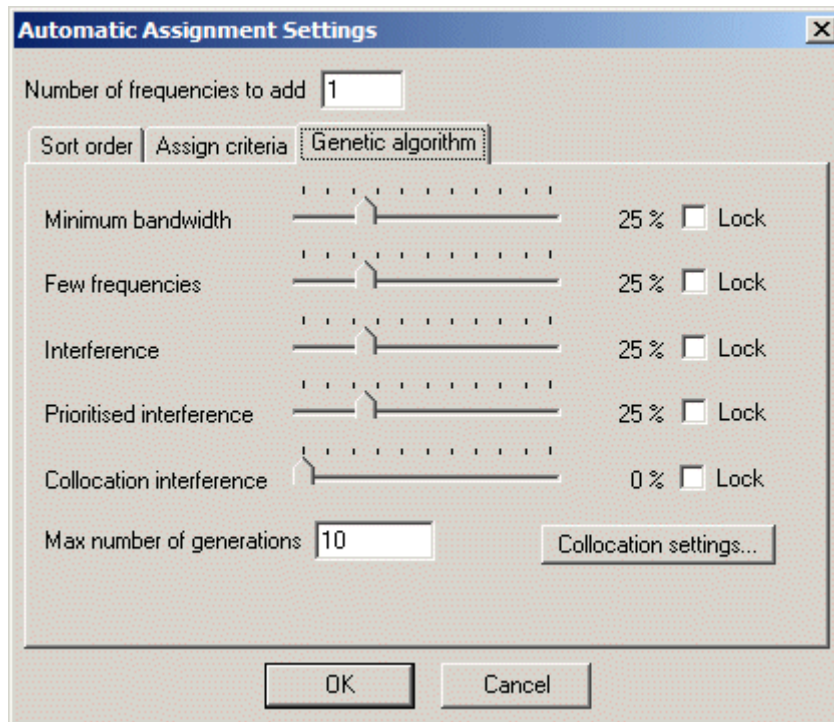 Automatic Assignment Settings
Number of frequencies to add 1
Sort order Assign criteria Genetic algorithm
Minimum bandwidth 25 % Lock
Few frequencies 25 % Lock
Interference 25 % Lock
Prioritised interference 25 % Lock
Collocation interference 0 % Lock
Max number of generations 10 Collocation settings...
OK Cancel